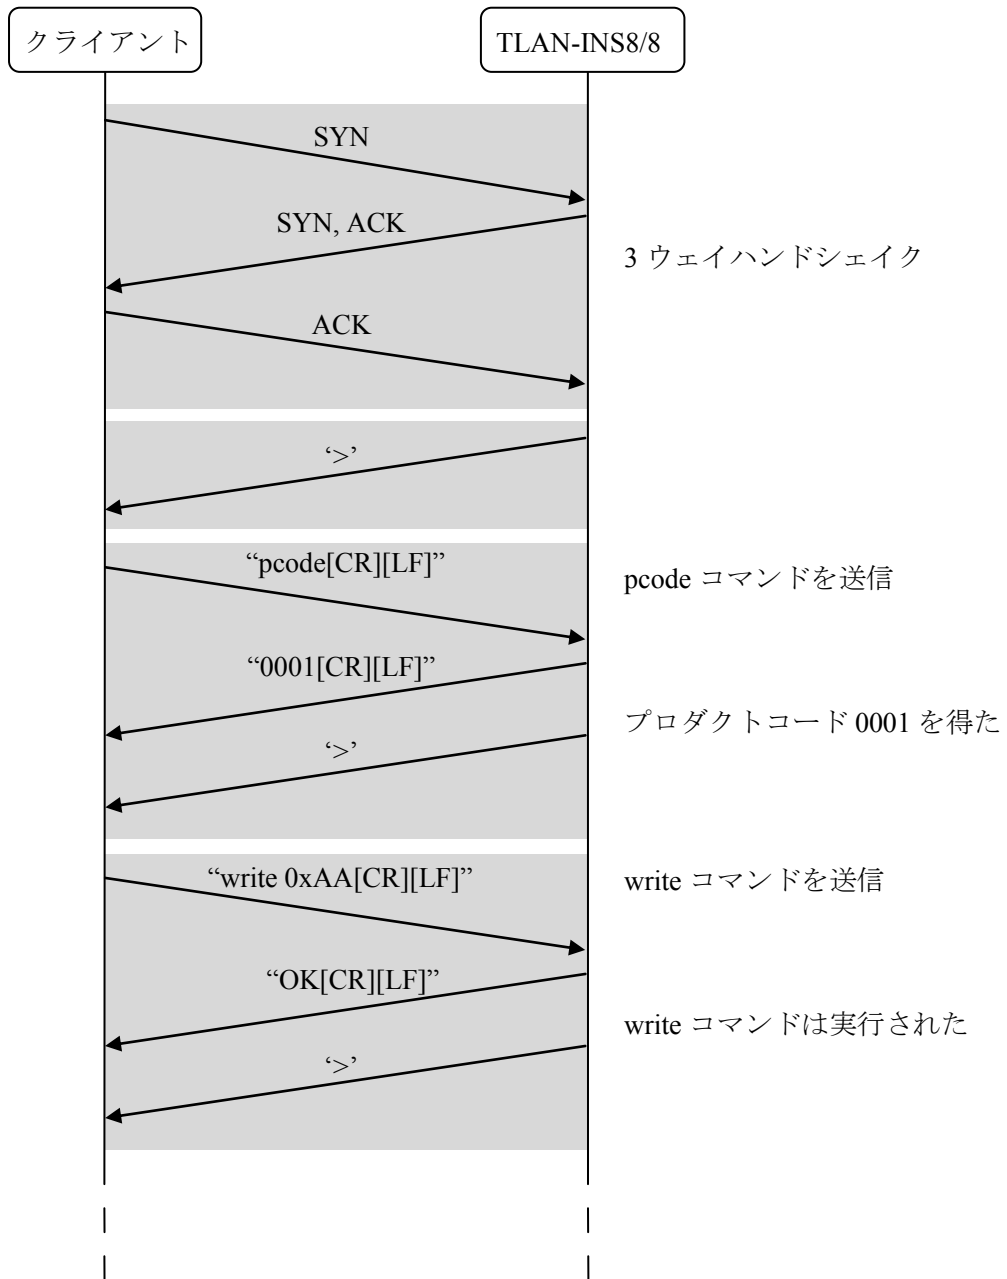 クライアント
TLAN-INS8/8
SYN
SYN, ACK
3 ウェイハンドシェイク
ACK
‘>’
“pcode[CR][LF]”
pcode コマンドを送信
“0001[CR][LF]”
プロダクトコード 0001 を得た
‘>’
“write 0xAA[CR][LF]”
write コマンドを送信
“OK[CR][LF]”
write コマンドは実行された
‘>’